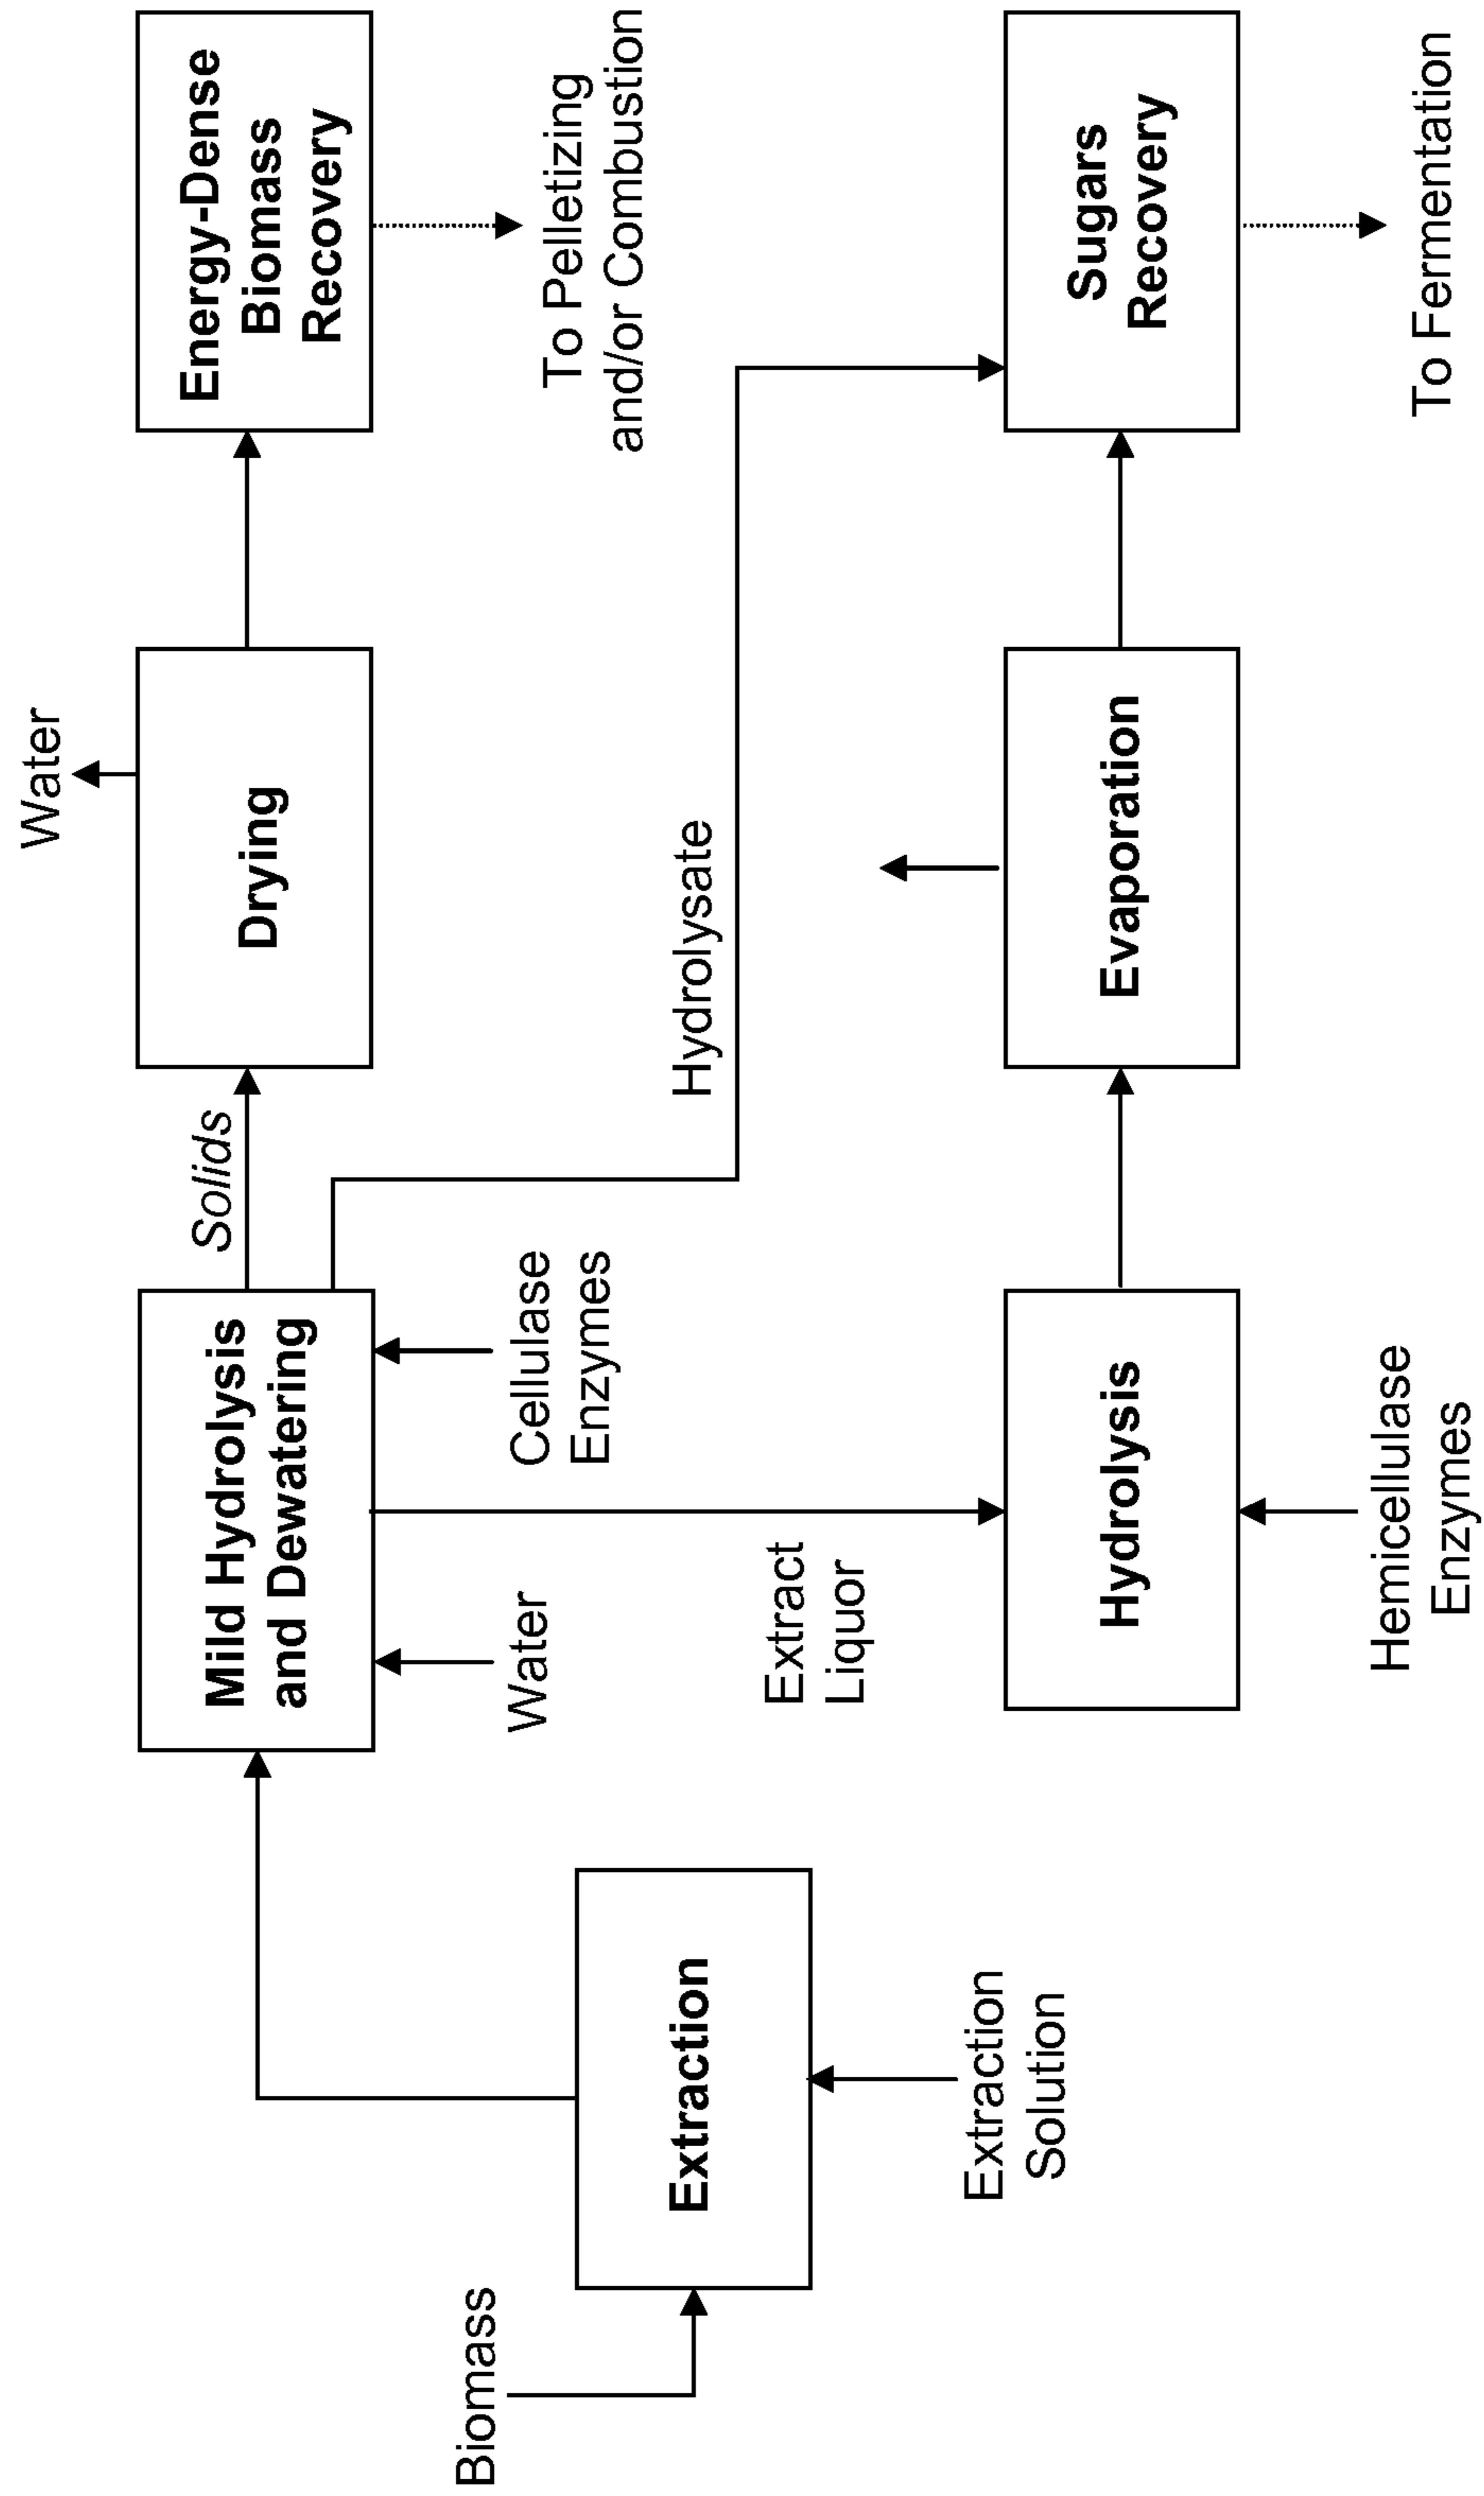 Biomass
Extraction
Extraction
Solution
Mild Hydrolysis
and Dewatering
Water
Cellulase
Enzymes
Extract
Liquor
Solids
Hydrolysate
Water
Drying
Energy-Dense
Biomass
Recovery
To Pelletizing
and/or Combustion
Hydrolysis
Hemicellulase
Enzymes
Evaporation
Sugars
Recovery
To Fermentation